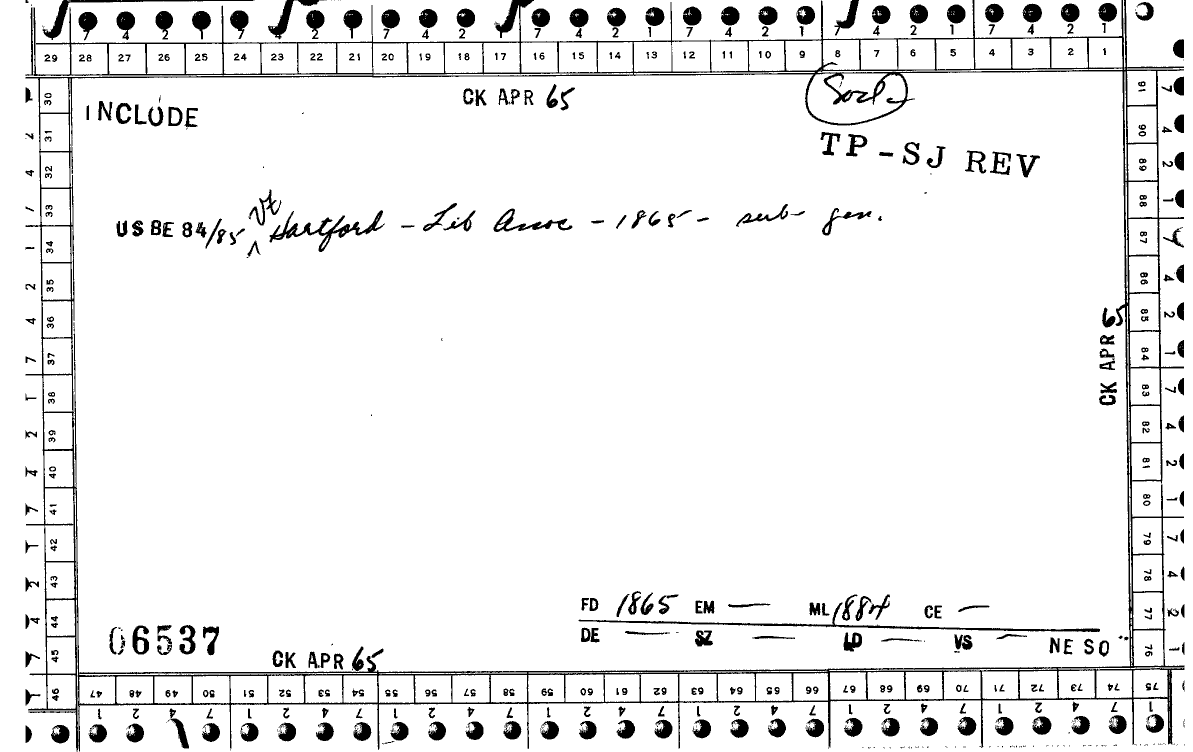 7 4 2 1 7 4 2 1 7 4 2 1 7 4 2 1 7 4 2 1 7 4 2 1 7 4 2 1
29 28 27 26 25 24 23 22 21 20 19 18 17 16 15 14 13 12 11 10 9 8 7 6 5 4 3 2 1
INCLUDE
CK APR 65
TP-SJ REV
Vt
US BE 84/85 ^ Hartford - Lib Assoc - 1865 - sub- gen.
CK APR 65
FD 1865 EM — ML 1884 CE —
DE — SZ — LD — VS — NE SO
06537
CK APR 65
30 31 32 33 34 35 36 37 38 39 40 41 42 43 44 45 46
91 90 89 88 87 86 85 84 83 82 81 80 79 78 77 76 75
47 48 49 50 51 52 53 54 55 56 57 58 59 60 61 62 63 64 65 66 67 68 69 70 71 72 73 74 75
1 2 4 7 1 2 4 7 1 2 4 7 1 2 4 7 1 2 4 7 1 2 4 7 1 2 4 7 1